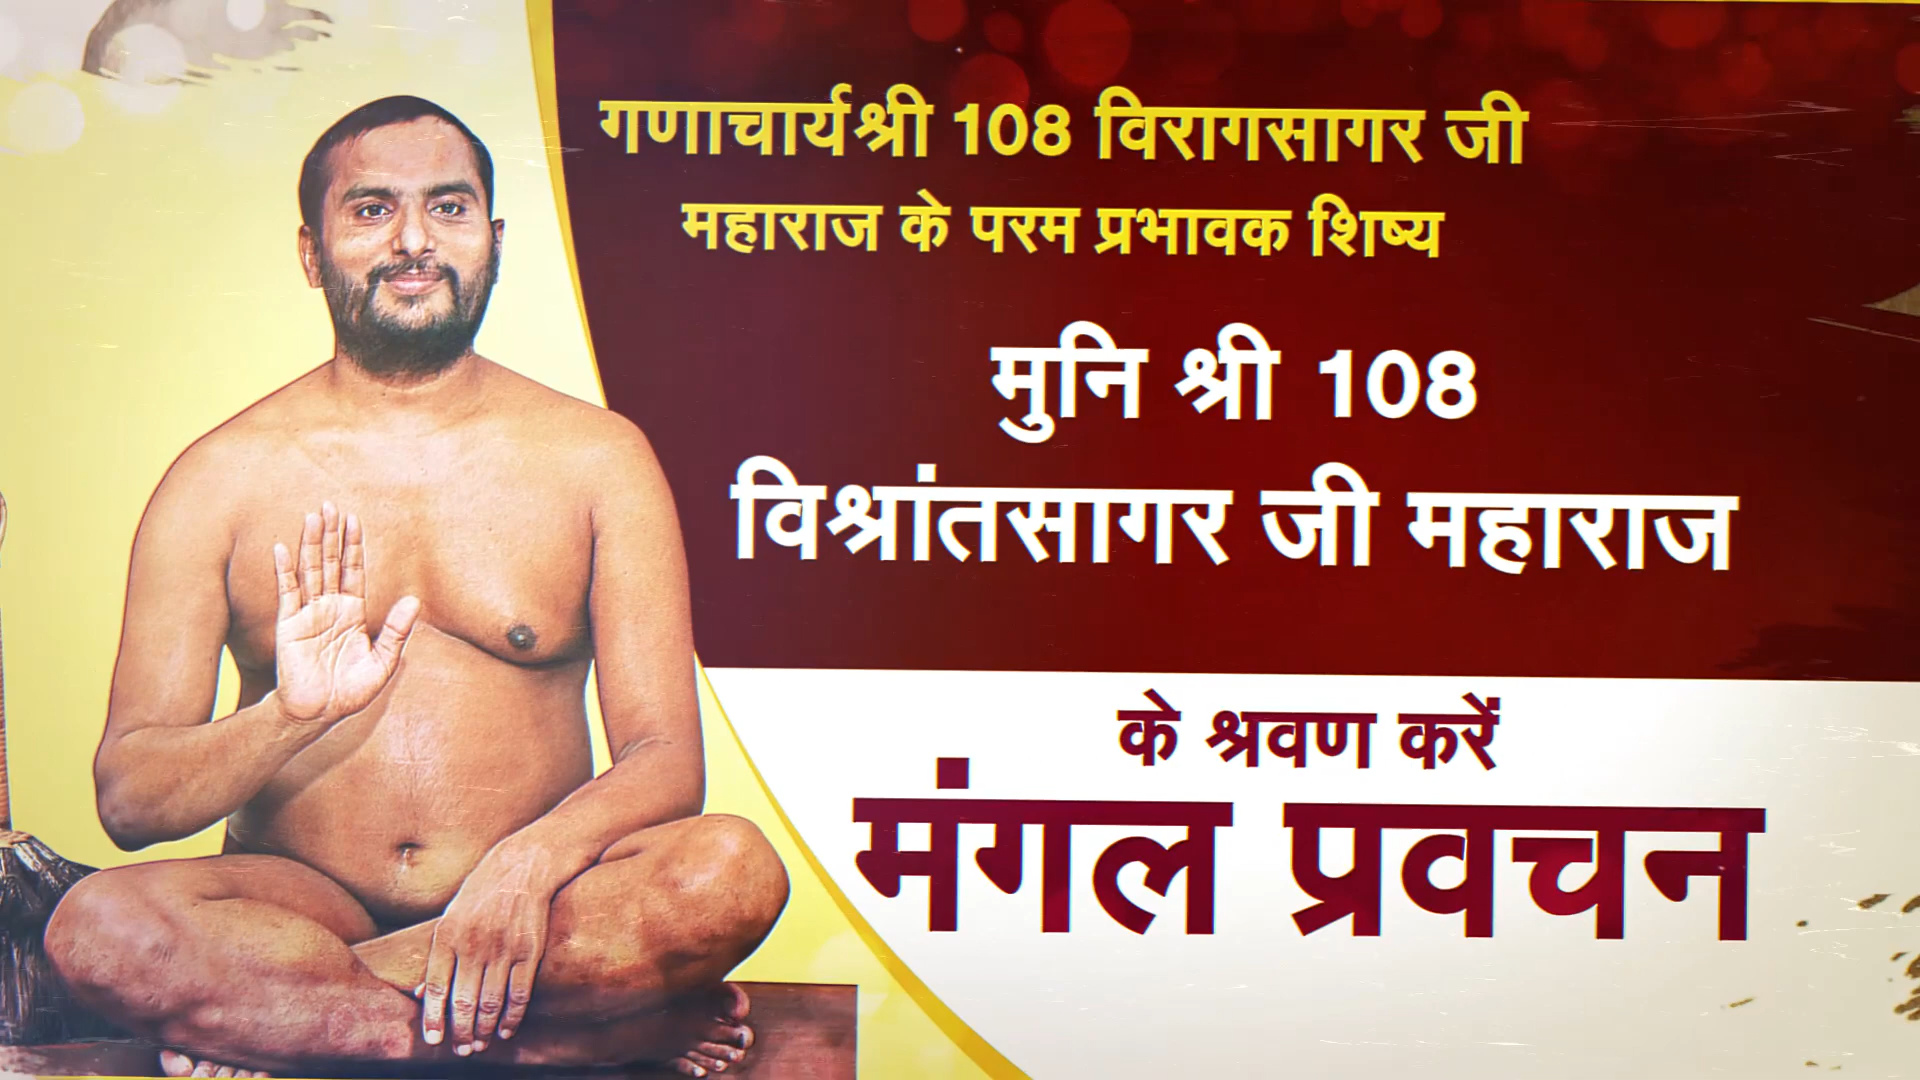 गणाचार्यश्री 108 विरागसागर जी
महाराज के परम प्रभावक शिष्य
मुनि श्री 108
विश्रांतसागर जी महाराज
के श्रवण करें
मंगल प्रवचन